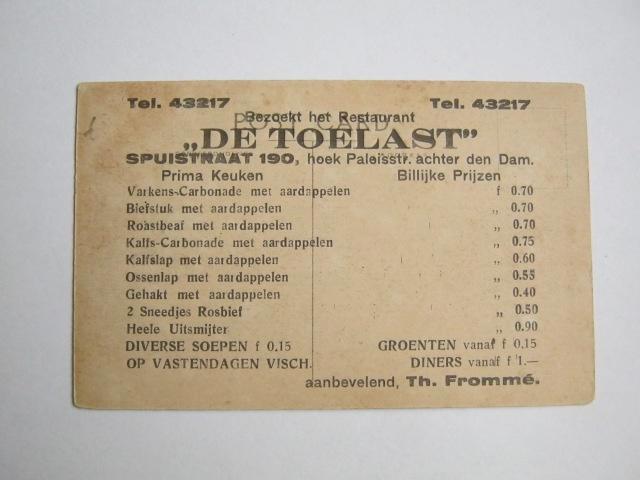 Tel. 43217 Tel. 43217
Bezoekt het Restaurant
POST CARD
„DE TOELAST”
SPUISTRAAT 190, hoek Paleisstr. achter den Dam.
Prima Keuken Billijke Prijzen
Varkens-Carbonade met aardappelen f 0.70
Biefstuk met aardappelen „ 0.70
Roastbeaf met aardappelen „ 0.70
Kalfs-Carbonade met aardappelen „ 0.75
Kalfslap met aardappelen „ 0.60
Ossenlap met aardappelen „ 0.55
Gehakt met aardappelen „ 0.40
2 Sneedjes Rosbief „ 0.50
Heele Uitsmijter „ 0.90
DIVERSE SOEPEN f 0.15 GROENTEN vanaf f 0.15
OP VASTENDAGEN VISCH. DINERS vanaf f 1.—
aanbevelend, Th. Frommé.